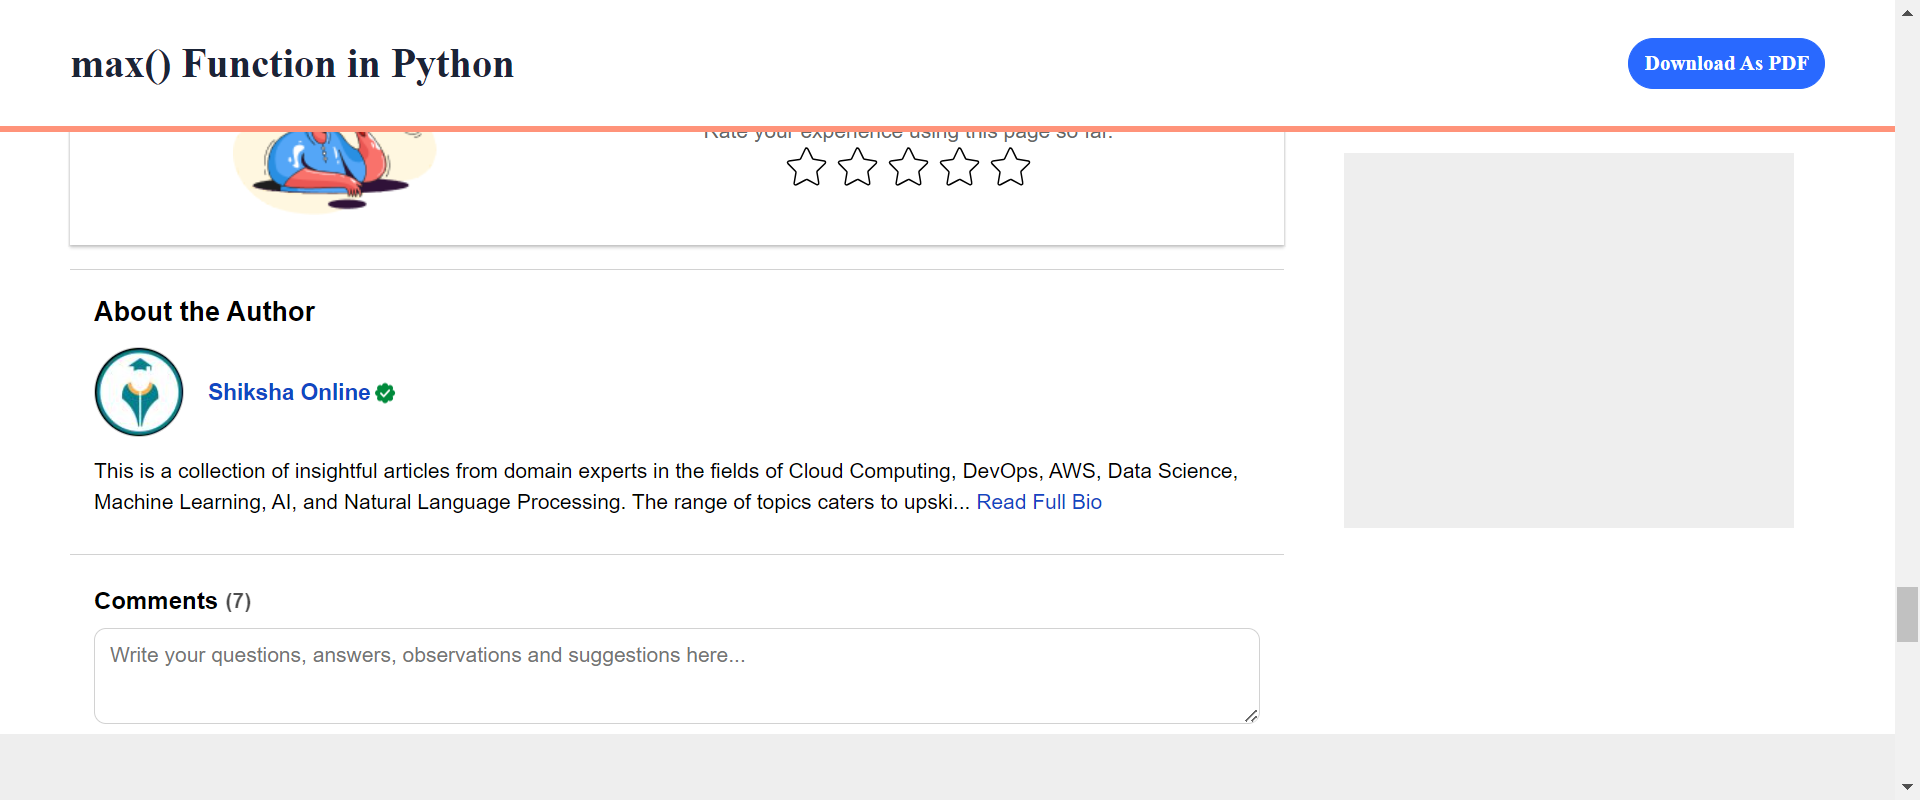 max() Function in Python
Download As PDF
Rate your experience using this page so far.
About the Author
Shiksha Online
This is a collection of insightful articles from domain experts in the fields of Cloud Computing, DevOps, AWS, Data Science,
Machine Learning, AI, and Natural Language Processing. The range of topics caters to upski... Read Full Bio
Comments (7)
Write your questions, answers, observations and suggestions here...